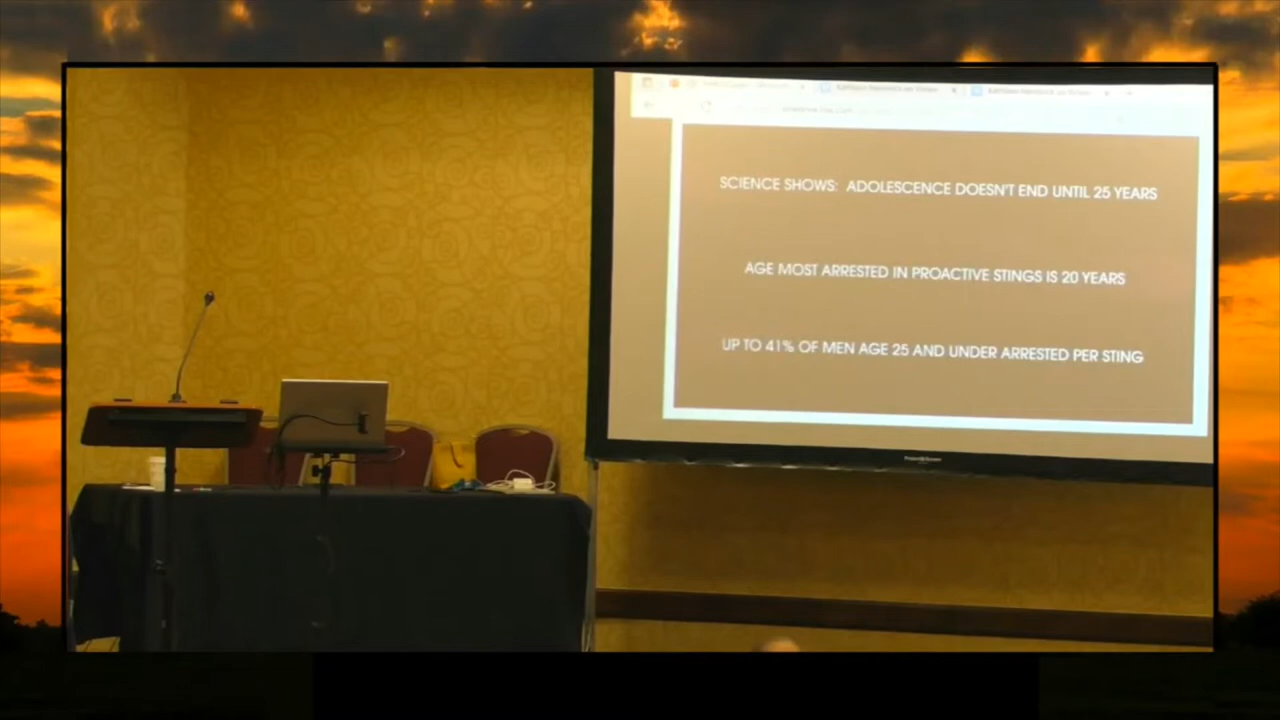 SCIENCE SHOWS: ADOLESCENCE DOESN'T END UNTIL 25 YEARS
AGE MOST ARRESTED IN PROACTIVE STINGS IS 20 YEARS
UP TO 41% OF MEN AGE 25 AND UNDER ARRESTED PER STING